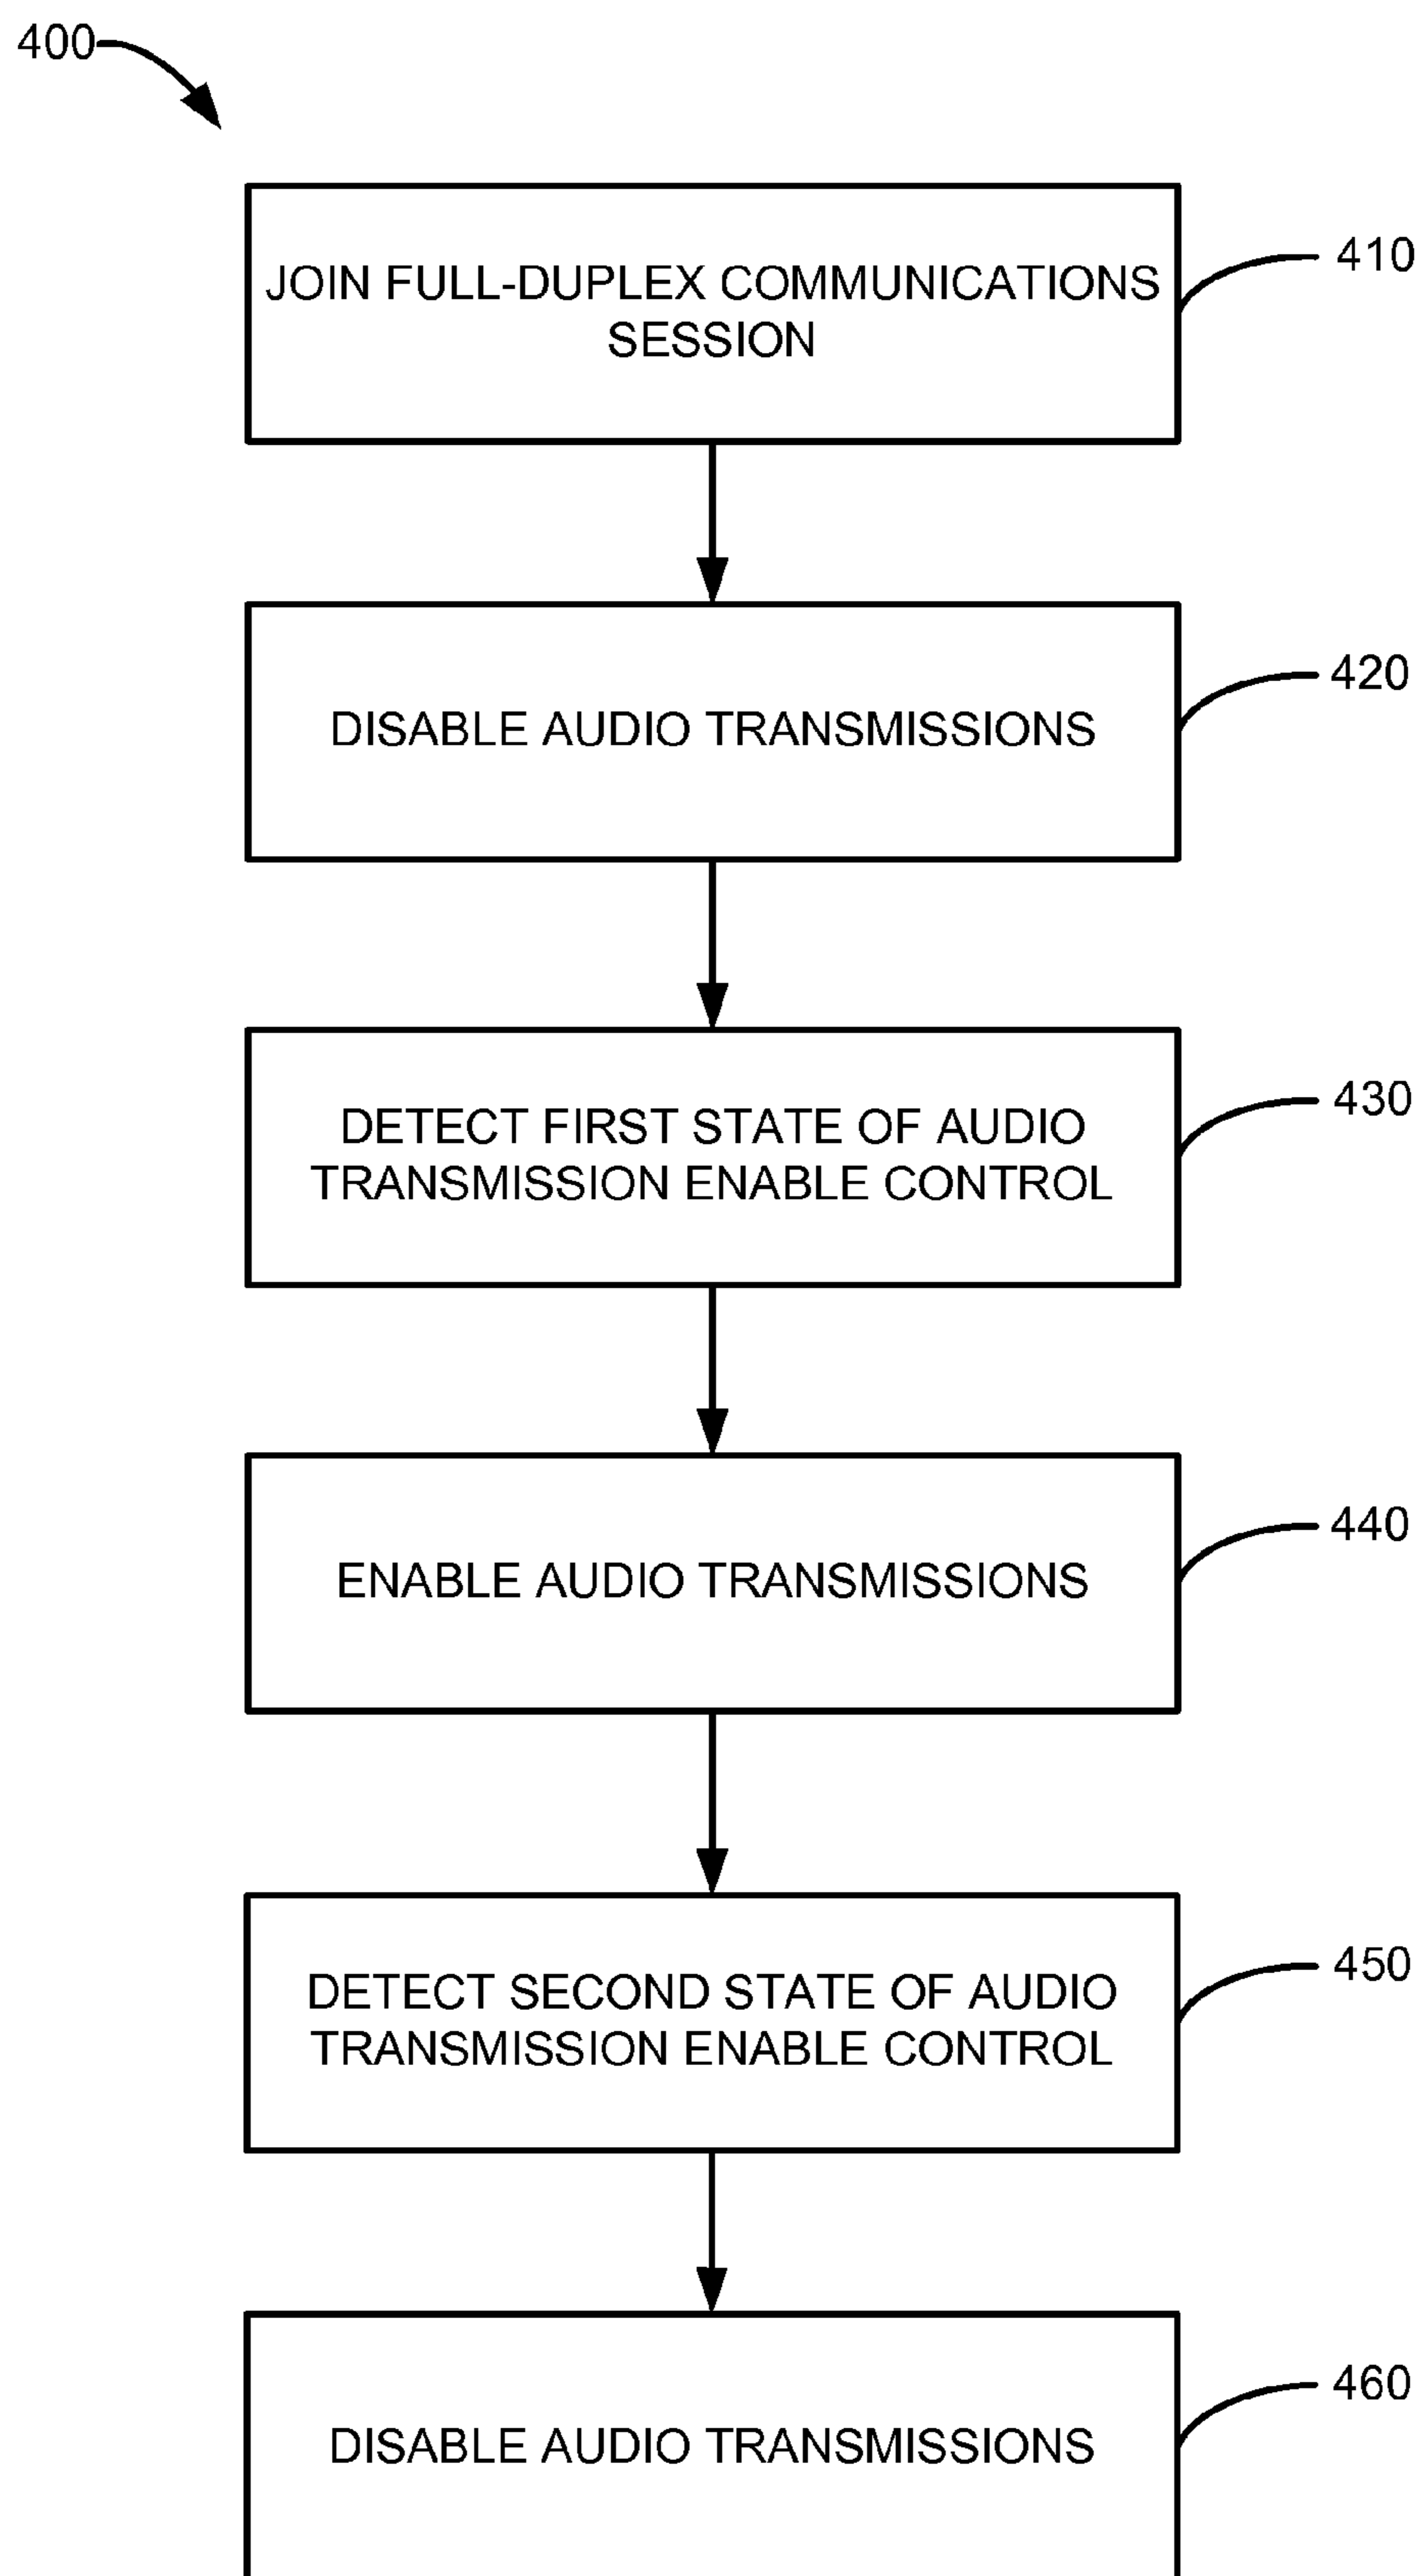 400
JOIN FULL-DUPLEX COMMUNICATIONS
SESSION
410
DISABLE AUDIO TRANSMISSIONS
420
DETECT FIRST STATE OF AUDIO
TRANSMISSION ENABLE CONTROL
430
ENABLE AUDIO TRANSMISSIONS
440
DETECT SECOND STATE OF AUDIO
TRANSMISSION ENABLE CONTROL
450
DISABLE AUDIO TRANSMISSIONS
460